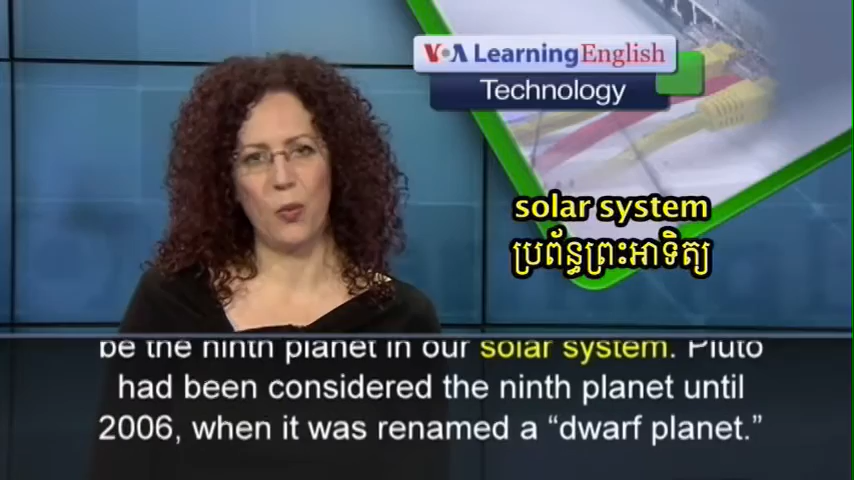 VOA Learning English
Technology
solar system
ប្រព័ន្ធព្រះអាទិត្យ
be the ninth planet in our solar system. Pluto
had been considered the ninth planet until
2006, when it was renamed a “dwarf planet.”